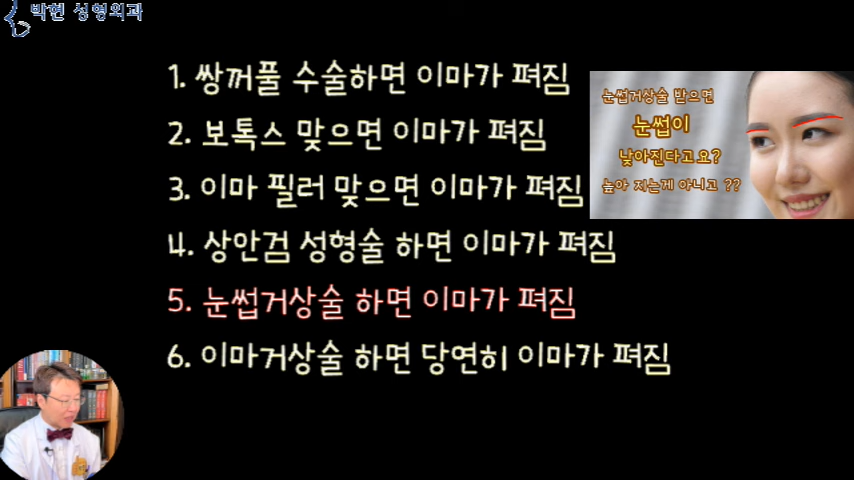 박현 성형외과
1. 쌍꺼풀 수술하면 이마가 펴짐
2. 보톡스 맞으면 이마가 펴짐
3. 이마 필러 맞으면 이마가 펴짐
4. 상안검 성형술 하면 이마가 펴짐
5. 눈썹거상술 하면 이마가 펴짐
6. 이마거상술 하면 당연히 이마가 펴짐
눈썹거상술 받으면
눈썹이
낮아진다고요?
높아 지는게 아니고 ??